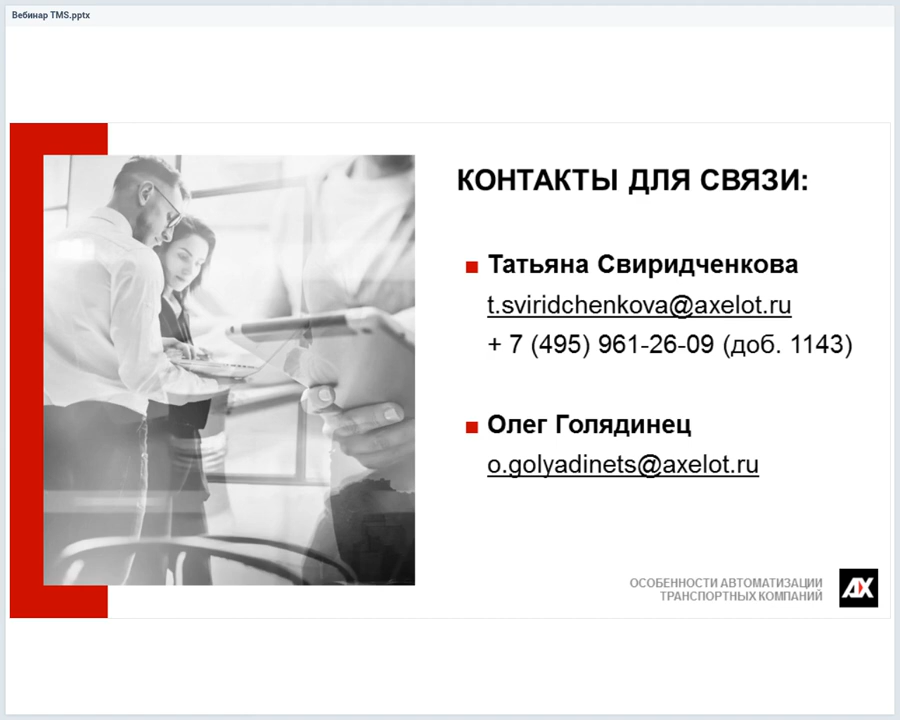 Вебинар TMS.pptx
КОНТАКТЫ ДЛЯ СВЯЗИ:
Татьяна Свиридченкова
t.sviridchenkova@axelot.ru
+ 7 (495) 961-26-09 (доб. 1143)
Олег Голядинец
o.golyadinets@axelot.ru
ОСОБЕННОСТИ АВТОМАТИЗАЦИИ
ТРАНСПОРТНЫХ КОМПАНИЙ
AX